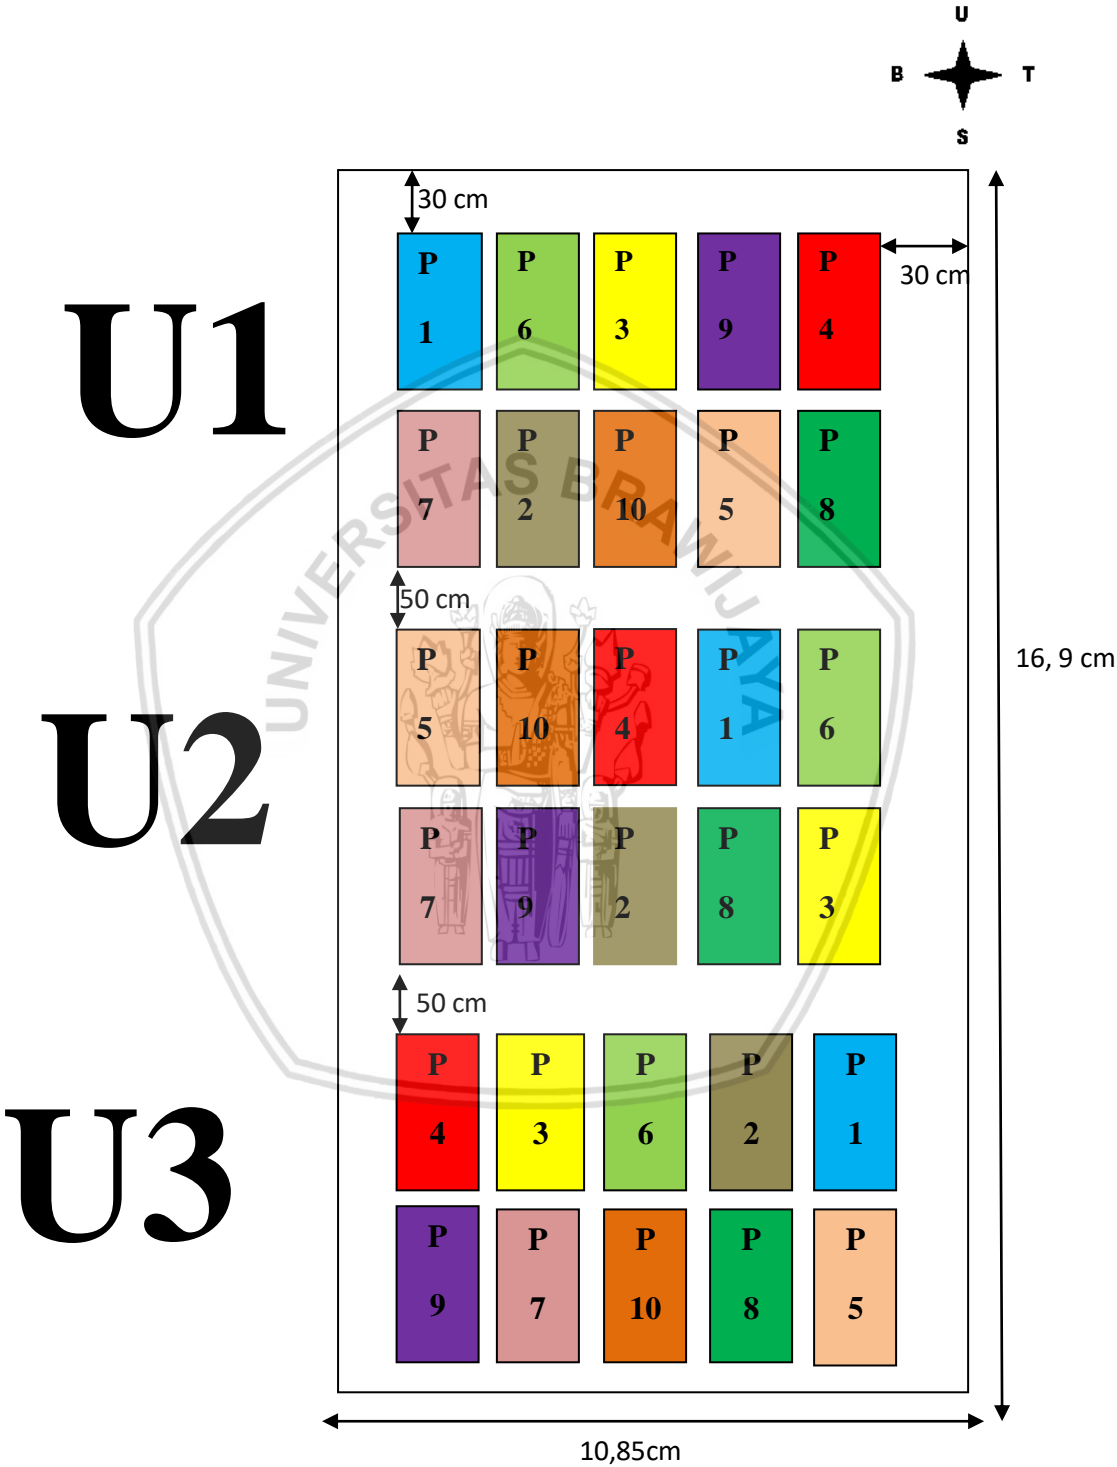 U
B T
S
30 cm
30 cm
U1
P P P P P
1 6 3 9 4
P P P P P
7 2 10 5 8
UNIVERSITAS BRAWIJAYA
50 cm
U2
P P P P P
5 10 4 1 6
16, 9 cm
P P P P P
7 9 2 8 3
50 cm
U3
P P P P P
4 3 6 2 1
P P P P P
9 7 10 8 5
10,85cm